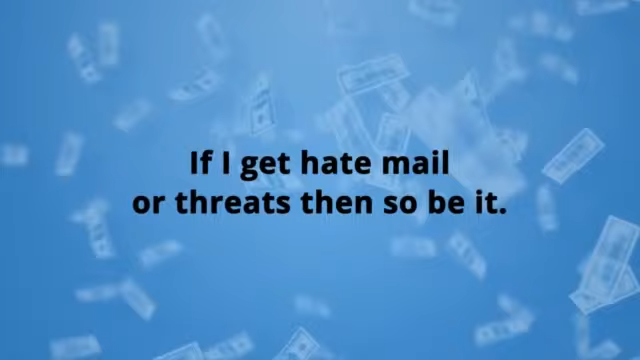 If I get hate mail
or threats then so be it.